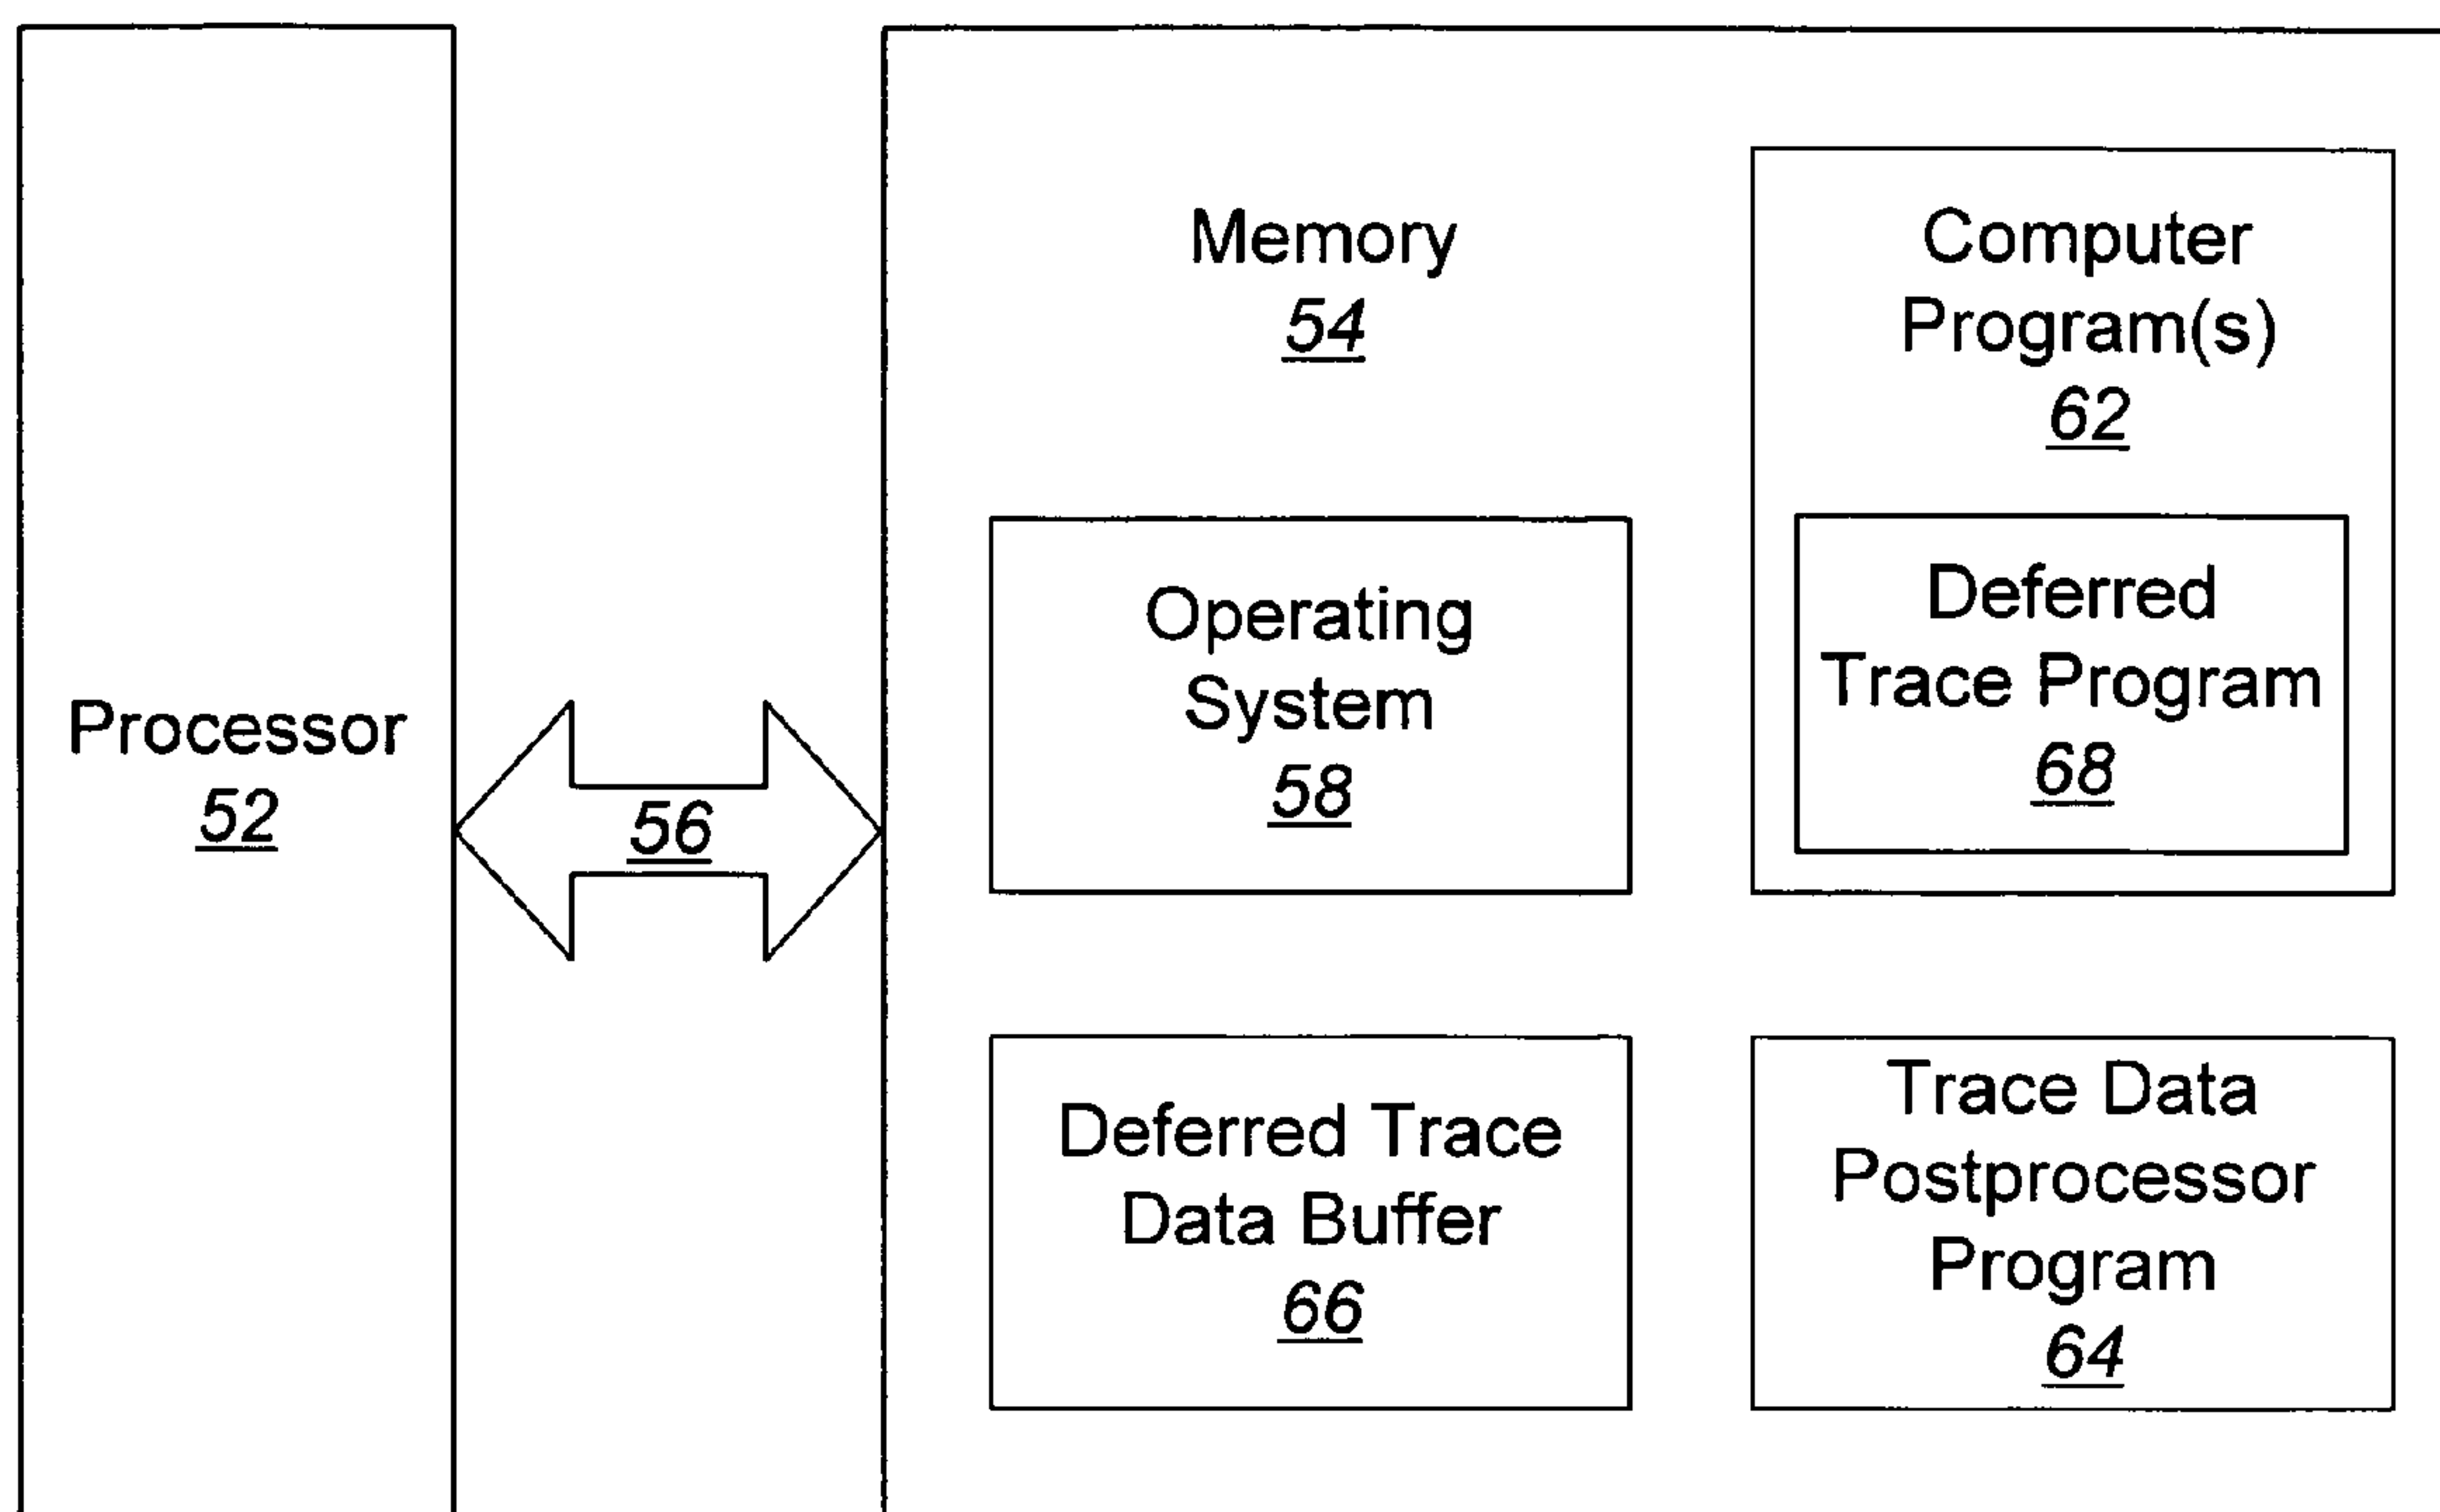 Processor
52
56
Memory
54
Operating
System
58
Computer
Program(s)
62
Deferred
Trace Program
68
Deferred Trace
Data Buffer
66
Trace Data
Postprocessor
Program
64